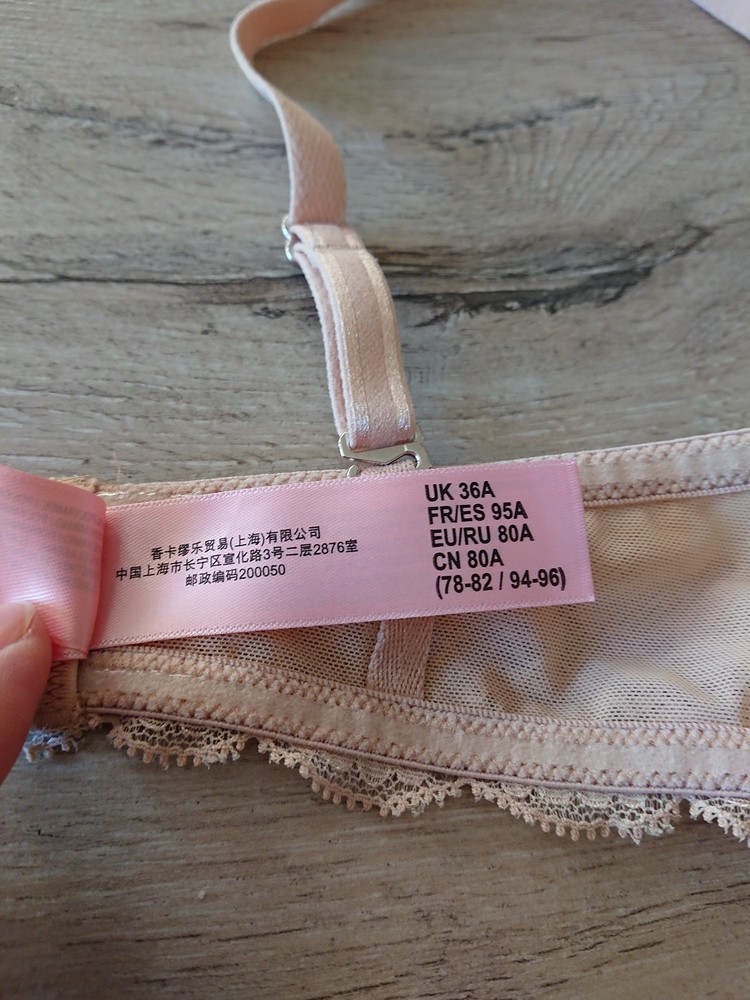 香卡缪乐贸易(上海)有限公司
中国上海市长宁区宣化路3号二层2876室
邮政编码200050
UK 36A
FR/ES 95A
EU/RU 80A
CN 80A
(78-82 / 94-96)